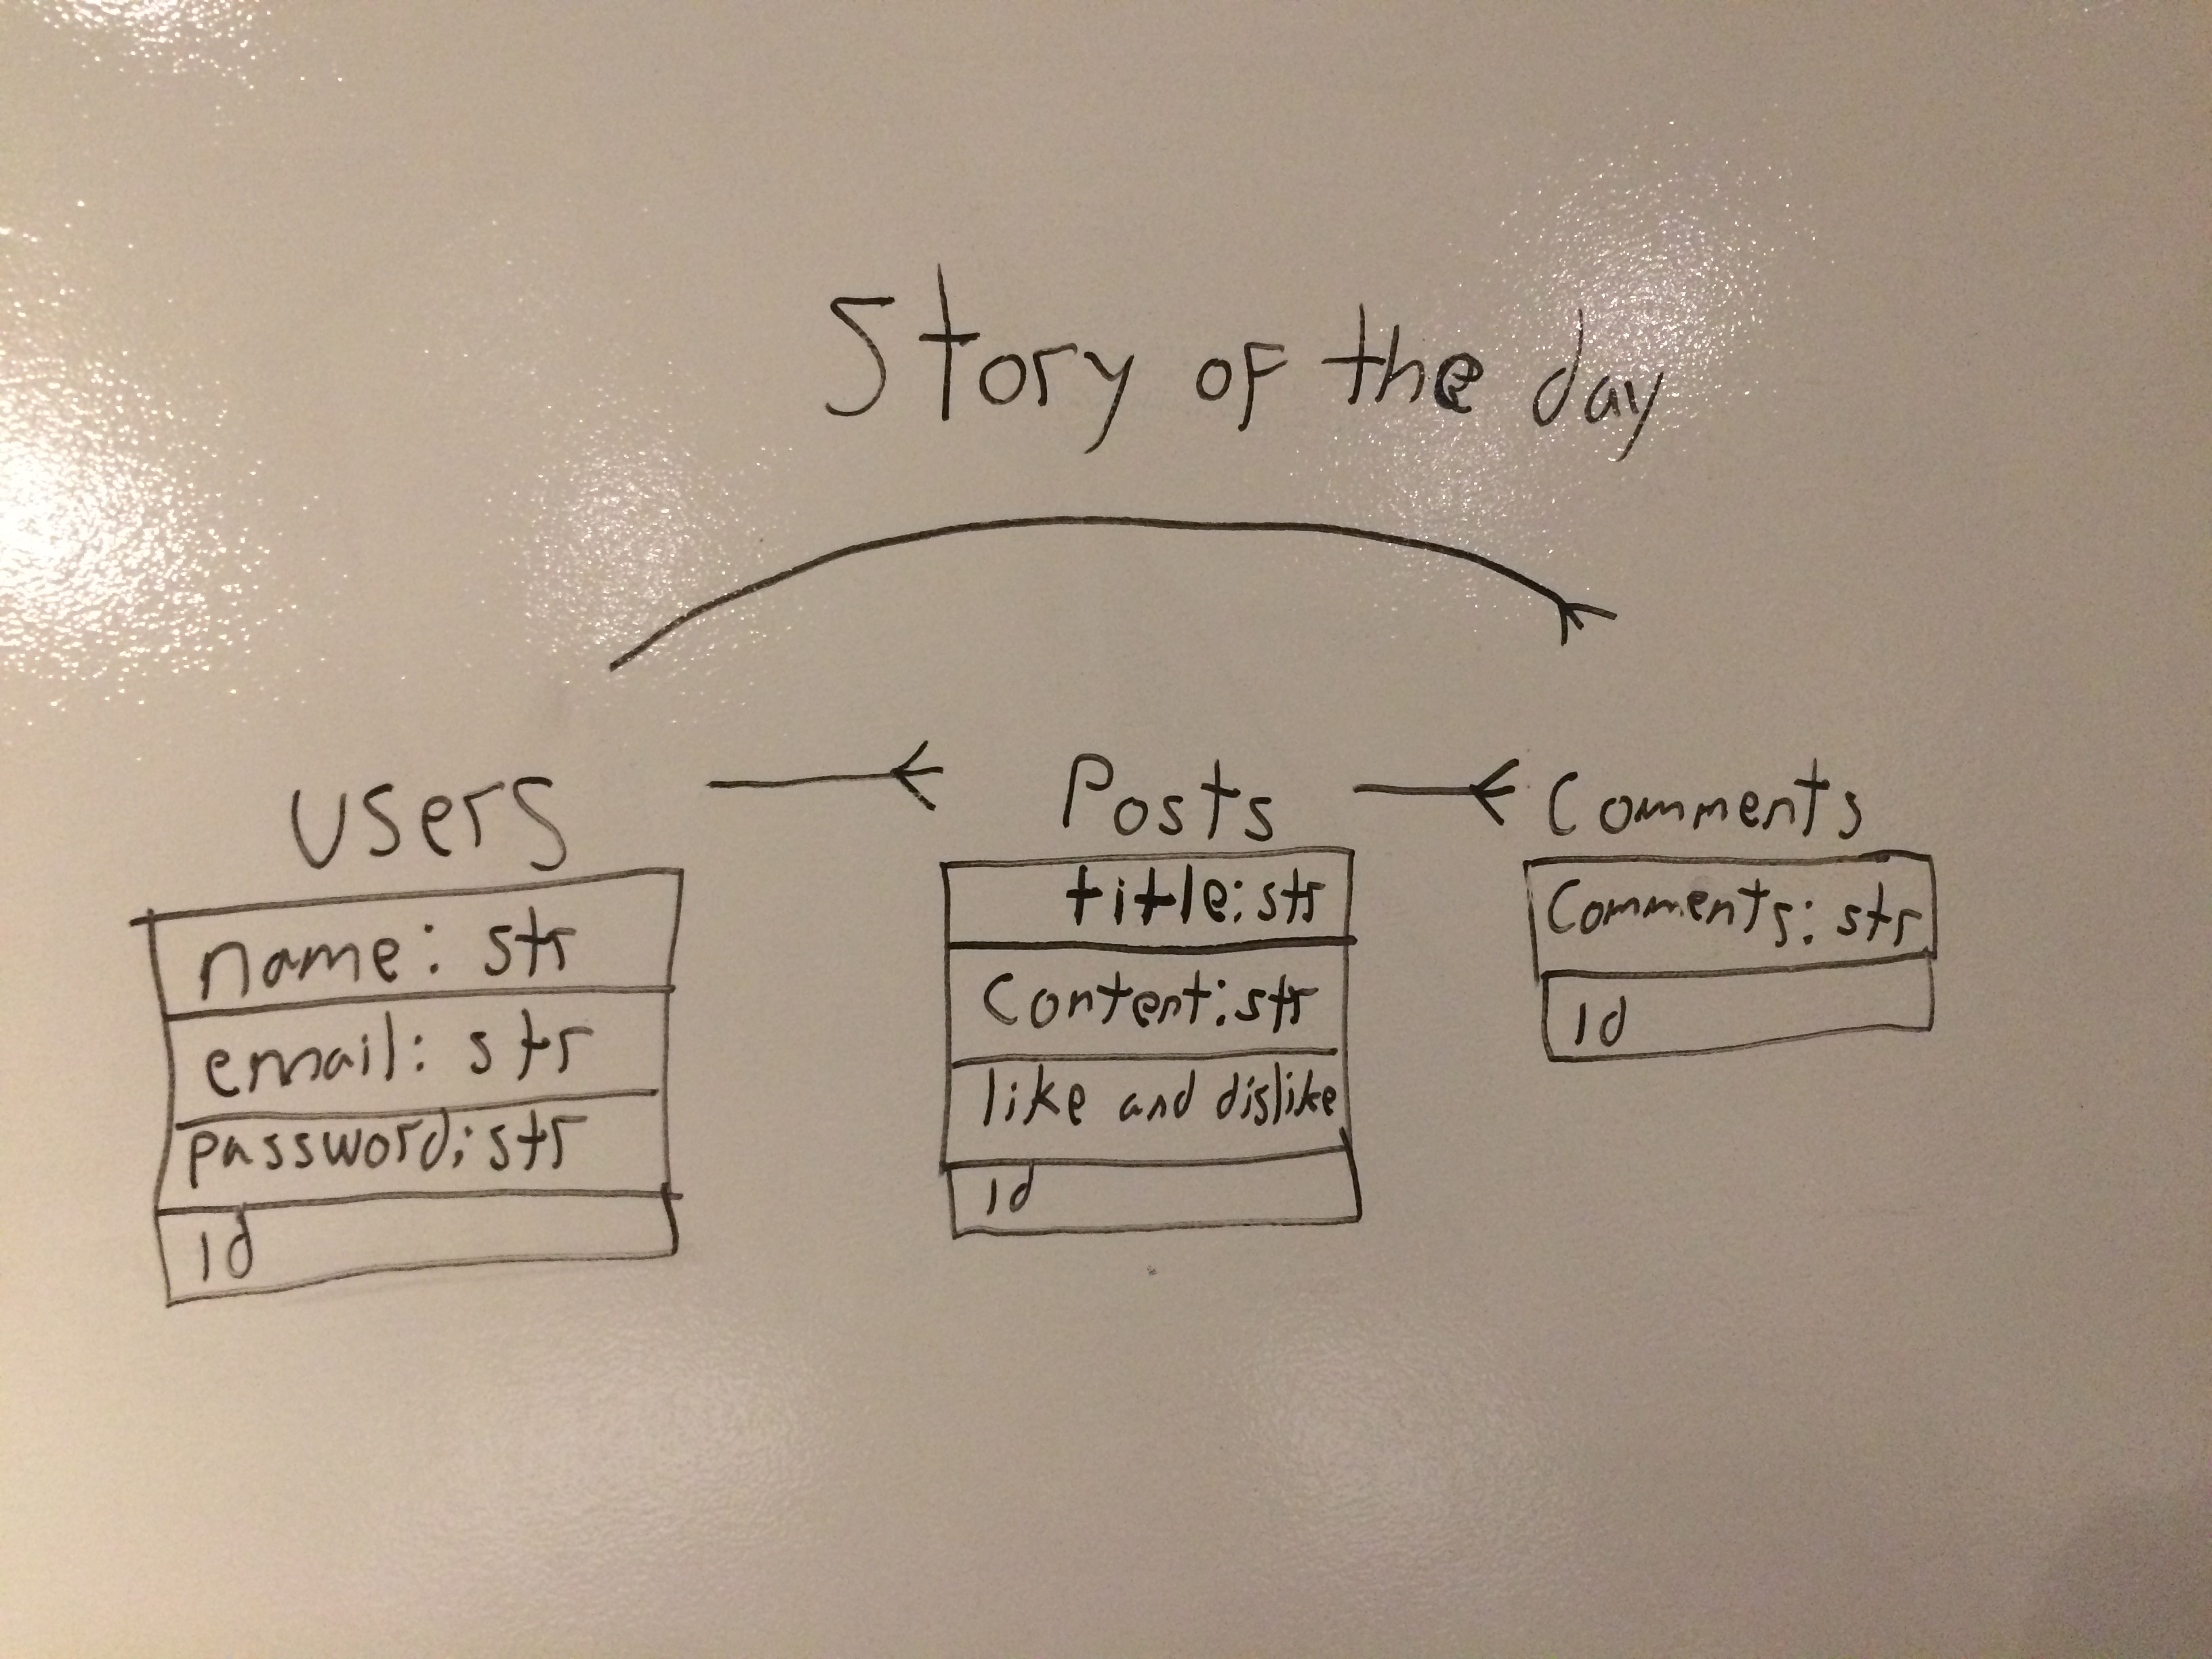 Story of the day
Users
name: str
email: str
password: str
id
Posts
title: str
Content: str
like and dislike
id
Comments
Comments: str
id